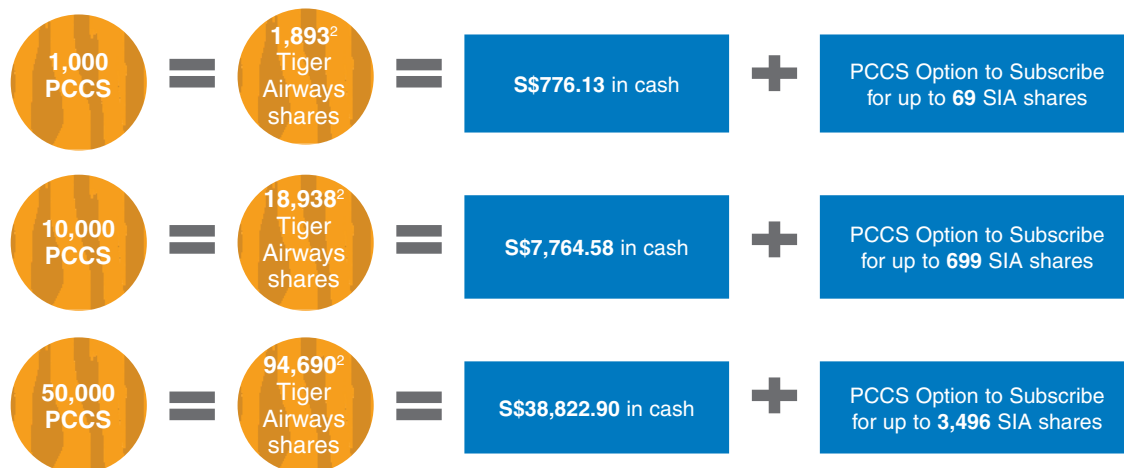 1,000
PCCS
=
1,893²
Tiger
Airways
shares
=
S$776.13 in cash
+
PCCS Option to Subscribe
for up to 69 SIA shares
10,000
PCCS
=
18,938²
Tiger
Airways
shares
=
S$7,764.58 in cash
+
PCCS Option to Subscribe
for up to 699 SIA shares
50,000
PCCS
=
94,690²
Tiger
Airways
shares
=
S$38,822.90 in cash
+
PCCS Option to Subscribe
for up to 3,496 SIA shares